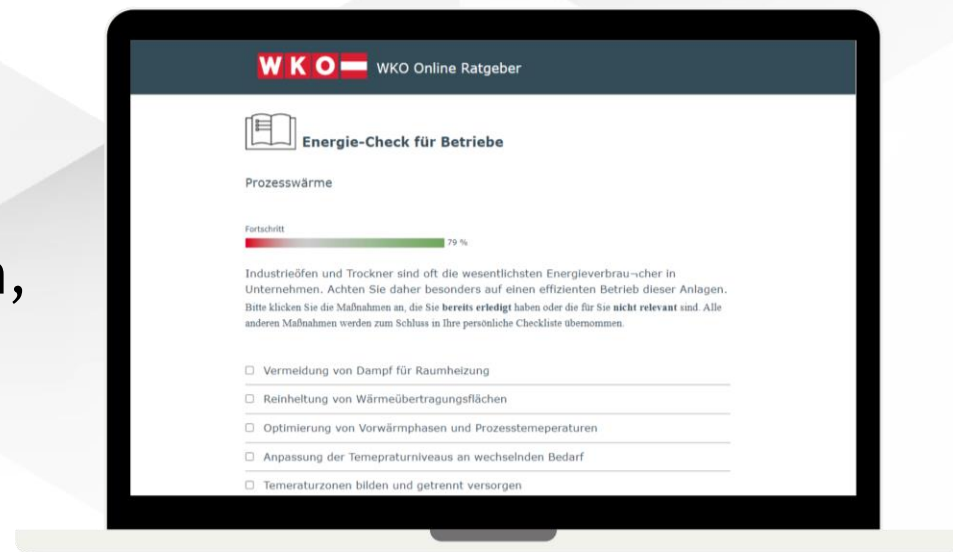 WKO WKO Online Ratgeber
Energie-Check für Betriebe
Prozesswärme
Fortschritt
79 %
Industrieöfen und Trockner sind oft die wesentlichsten Energieverbrau¬cher in
Unternehmen. Achten Sie daher besonders auf einen effizienten Betrieb dieser Anlagen.
Bitte klicken Sie die Maßnahmen an, die Sie bereits erledigt haben oder die für Sie nicht relevant sind. Alle
anderen Maßnahmen werden zum Schluss in Ihre persönliche Checkliste übernommen.
Vermeidung von Dampf für Raumheizung
Reinheltung von Wärmeübertragungsflächen
Optimierung von Vorwärmphasen und Prozesstemeperaturen
Anpassung der Temepraturniveaus an wechselnden Bedarf
Temeraturzonen bilden und getrennt versorgen